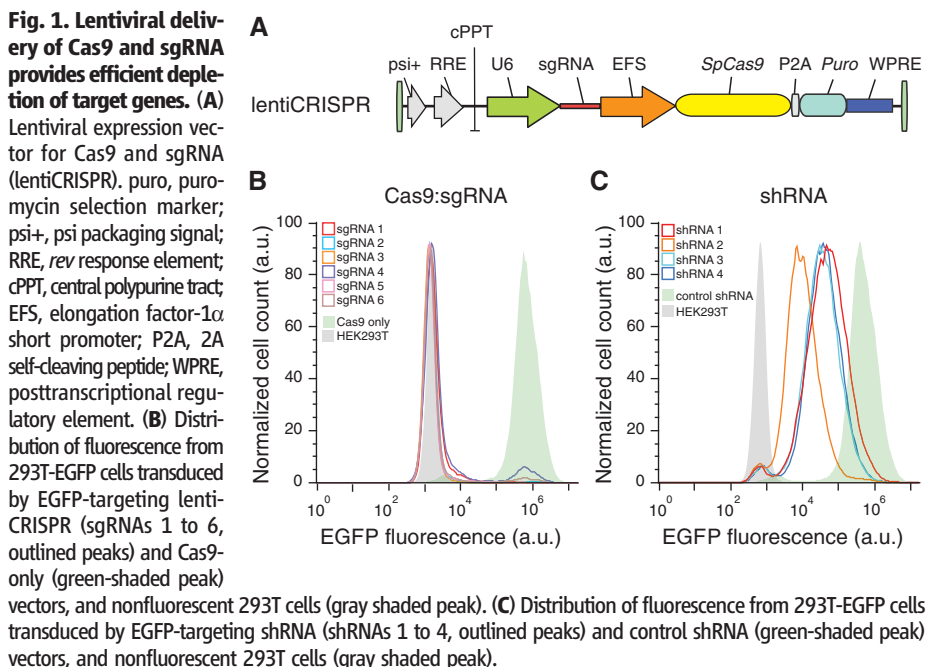 Fig. 1. Lentiviral deliv-
ery of Cas9 and sgRNA
provides efficient deple-
tion of target genes. (A)
Lentiviral expression vec-
tor for Cas9 and sgRNA
(lentiCRISPR). puro, puro-
mycin selection marker;
psi+, psi packaging signal;
RRE, rev response element;
cPPT, central polypurine tract;
EFS, elongation factor-1α
short promoter; P2A, 2A
self-cleaving peptide; WPRE,
posttranscriptional regu-
latory element. (B) Distri-
bution of fluorescence from
293T-EGFP cells transduced
by EGFP-targeting lenti-
CRISPR (sgRNAs 1 to 6,
outlined peaks) and Cas9-
only (green-shaded peak)
vectors, and nonfluorescent 293T cells (gray shaded peak). (C) Distribution of fluorescence from 293T-EGFP cells
transduced by EGFP-targeting shRNA (shRNAs 1 to 4, outlined peaks) and control shRNA (green-shaded peak)
vectors, and nonfluorescent 293T cells (gray shaded peak).
A
cPPT
psi+ RRE U6 sgRNA EFS SpCas9 P2A Puro WPRE
lentiCRISPR
B
Cas9:sgRNA
Normalized cell count (a.u.)
100
80
60
40
20
0
sgRNA 1
sgRNA 2
sgRNA 3
sgRNA 4
sgRNA 5
sgRNA 6
Cas9 only
HEK293T
10^0 10^2 10^4 10^6
EGFP fluorescence (a.u.)
C
shRNA
Normalized cell count (a.u.)
100
80
60
40
20
0
shRNA 1
shRNA 2
shRNA 3
shRNA 4
control shRNA
HEK293T
10^0 10^2 10^4 10^6
EGFP fluorescence (a.u.)